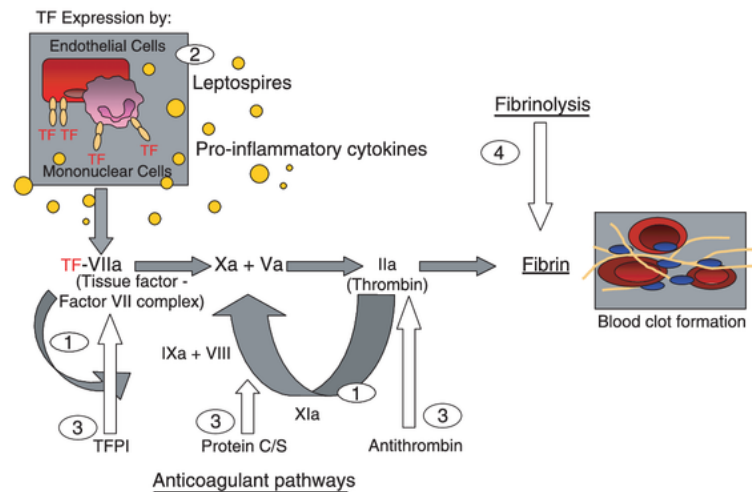 TF Expression by:
Endothelial Cells
2
Leptospires
TF TF
TF
TF
Pro-inflammatory cytokines
Mononuclear Cells
Fibrinolysis
4
TF-VIIa
Xa + Va
IIa
(Thrombin)
Fibrin
(Tissue factor -
Factor VII complex)
Blood clot formation
1
IXa + VIII
1
XIa
3
TFPI
3
Protein C/S
3
Antithrombin
Anticoagulant pathways